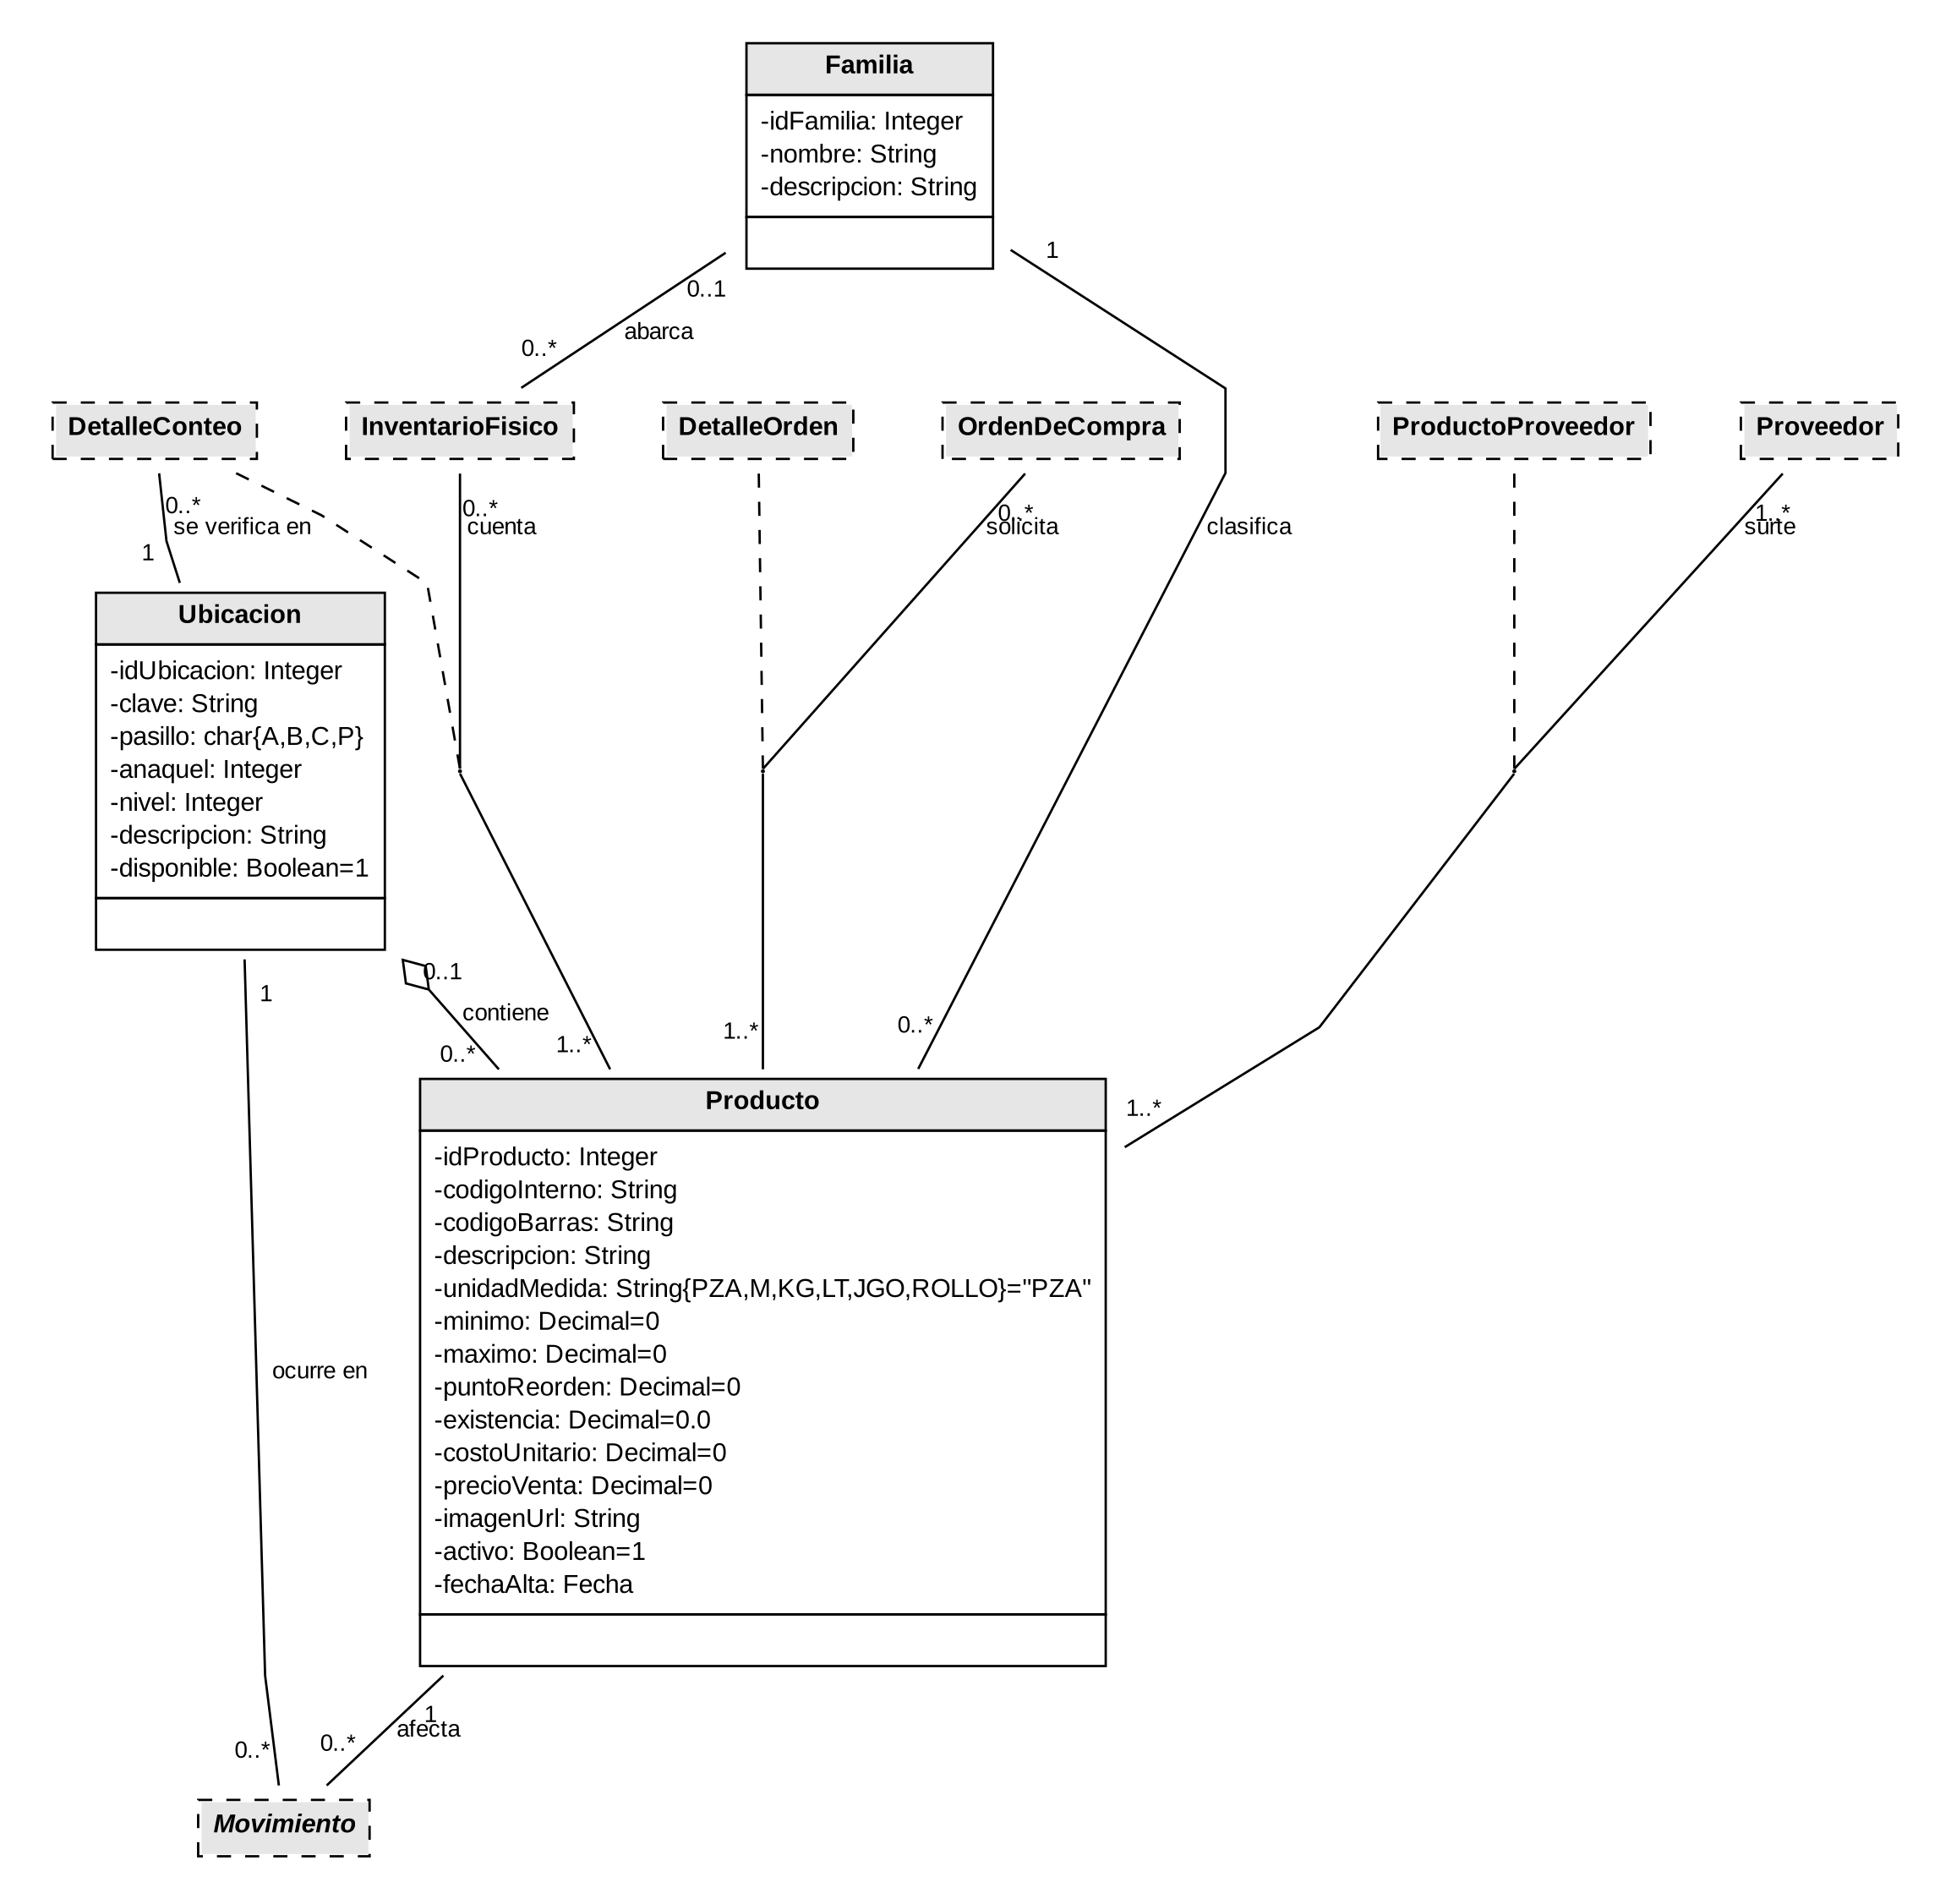 Familia
-idFamilia: Integer
-nombre: String
-descripcion: String
1
0..1
abarca
0..*
DetalleConteo
InventarioFisico
DetalleOrden
OrdenDeCompra
ProductoProveedor
Proveedor
0..*
se verifica en
1
0..*
cuenta
0..*
solicita
clasifica
1..*
surte
Ubicacion
-idUbicacion: Integer
-clave: String
-pasillo: char{A,B,C,P}
-anaquel: Integer
-nivel: Integer
-descripcion: String
-disponible: Boolean=1
0..1
1
contiene
0..*
1..*
1..*
0..*
1..*
Producto
-idProducto: Integer
-codigoInterno: String
-codigoBarras: String
-descripcion: String
-unidadMedida: String{PZA,M,KG,LT,JGO,ROLLO}="PZA"
-minimo: Decimal=0
-maximo: Decimal=0
-puntoReorden: Decimal=0
-existencia: Decimal=0.0
-costoUnitario: Decimal=0
-precioVenta: Decimal=0
-imagenUrl: String
-activo: Boolean=1
-fechaAlta: Fecha
ocurre en
1
afecta
0..*
0..*
Movimiento